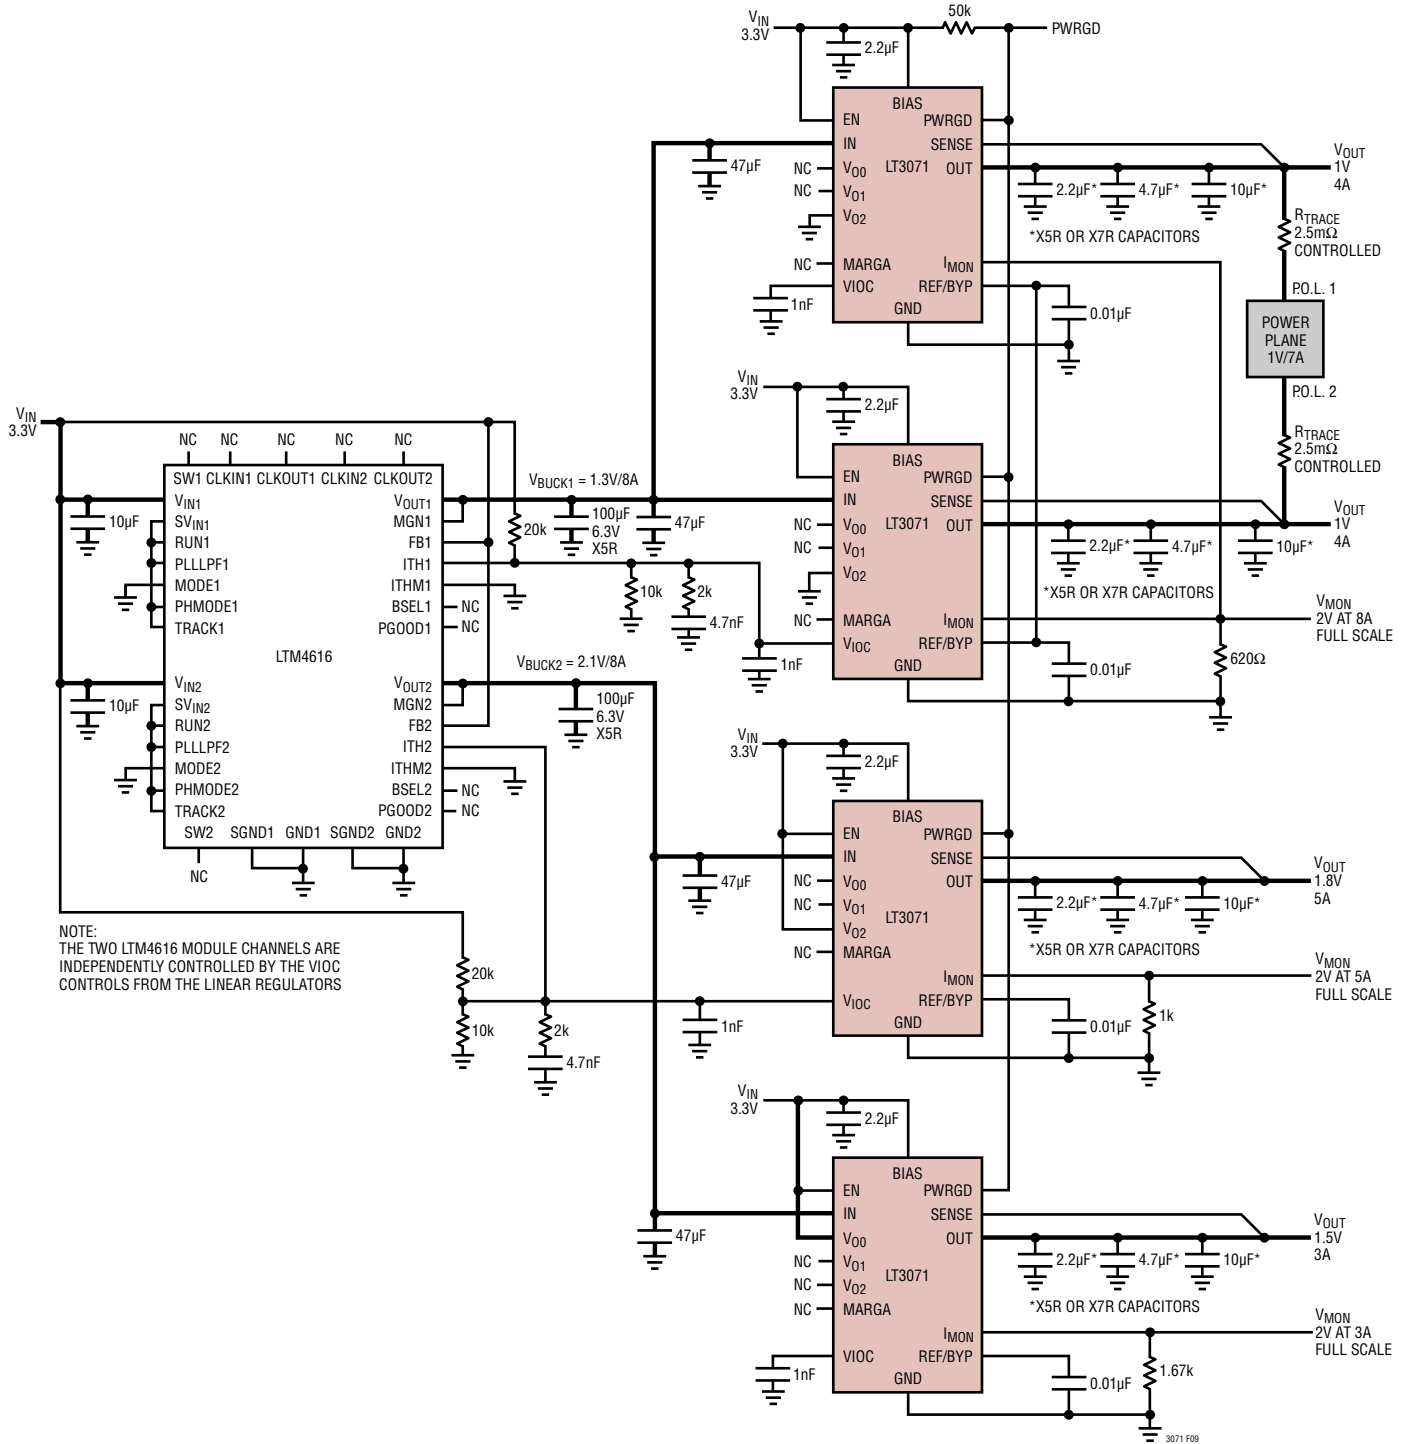 VIN
3.3V
50k
PWRGD
2.2µF
BIAS
EN
PWRGD
IN
SENSE
47µF
NC
VO0
LT3071
OUT
VOUT
1V
4A
NC
VO1
2.2µF*
4.7µF*
10µF*
VO2
*X5R OR X7R CAPACITORS
RTRACE
2.5mΩ
CONTROLLED
NC
MARGA
IMON
VIOC
REF/BYP
1nF
GND
0.01µF
P.O.L. 1
POWER
PLANE
1V/7A
P.O.L. 2
VIN
3.3V
2.2µF
BIAS
EN
PWRGD
IN
SENSE
NC
VO0
LT3071
OUT
VOUT
1V
4A
NC
VO1
2.2µF*
4.7µF*
10µF*
VO2
*X5R OR X7R CAPACITORS
RTRACE
2.5mΩ
CONTROLLED
NC
MARGA
IMON
VMON
2V AT 8A
FULL SCALE
VIOC
REF/BYP
1nF
GND
0.01µF
620Ω
VIN
3.3V
NC
NC
NC
NC
NC
SW1
CLKIN1
CLKOUT1
CLKIN2
CLKOUT2
VIN1
VOUT1
VBUCK1 = 1.3V/8A
10µF
SVIN1
MGN1
20k
100µF
6.3V
X5R
47µF
RUN1
FB1
PLLLPF1
ITH1
MODE1
ITHM1
10k
2k
PHMODE1
BSEL1
NC
4.7nF
TRACK1
PGOOD1
NC
LTM4616
VBUCK2 = 2.1V/8A
VIN2
VOUT2
10µF
SVIN2
MGN2
100µF
6.3V
X5R
RUN2
FB2
PLLLPF2
ITH2
MODE2
ITHM2
PHMODE2
BSEL2
NC
TRACK2
PGOOD2
NC
SW2
SGND1
GND1
SGND2
GND2
NC
NOTE:
THE TWO LTM4616 MODULE CHANNELS ARE
INDEPENDENTLY CONTROLLED BY THE VIOC
CONTROLS FROM THE LINEAR REGULATORS
20k
10k
2k
4.7nF
VIN
3.3V
2.2µF
BIAS
EN
PWRGD
IN
SENSE
47µF
NC
VO0
LT3071
OUT
VOUT
1.8V
5A
NC
VO1
2.2µF*
4.7µF*
10µF*
VO2
*X5R OR X7R CAPACITORS
NC
MARGA
IMON
VMON
2V AT 5A
FULL SCALE
VIOC
REF/BYP
1nF
GND
0.01µF
1k
VIN
3.3V
2.2µF
BIAS
EN
PWRGD
IN
SENSE
47µF
VO0
LT3071
OUT
VOUT
1.5V
3A
NC
VO1
2.2µF*
4.7µF*
10µF*
NC
VO2
*X5R OR X7R CAPACITORS
NC
MARGA
IMON
VMON
2V AT 3A
FULL SCALE
VIOC
REF/BYP
1nF
GND
0.01µF
1.67k
3071 F09